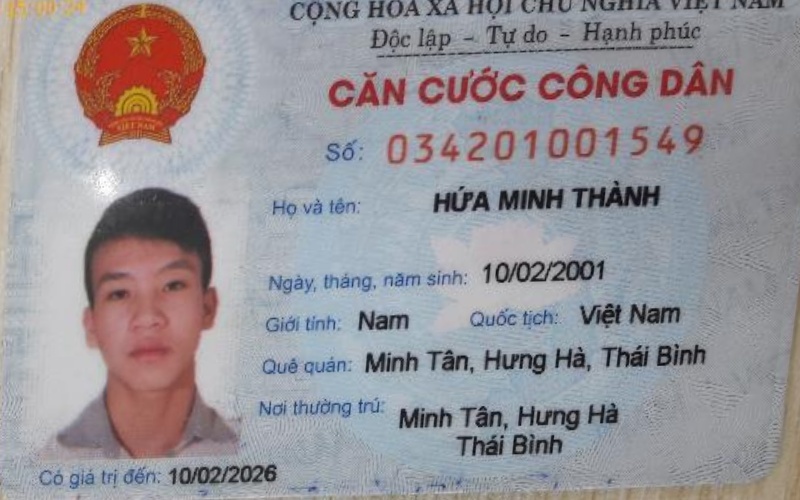 CỘNG HÒA XÃ HỘI CHỦ NGHĨA VIỆT NAM
Độc lập – Tự do – Hạnh phúc
CĂN CƯỚC CÔNG DÂN
Số: 034201001549
Họ và tên: HỨA MINH THÀNH
Ngày, tháng, năm sinh: 10/02/2001
Giới tính: Nam Quốc tịch: Việt Nam
Quê quán: Minh Tân, Hưng Hà, Thái Bình
Nơi thường trú: Minh Tân, Hưng Hà
Thái Bình
Có giá trị đến: 10/02/2026
VIỆT NAM